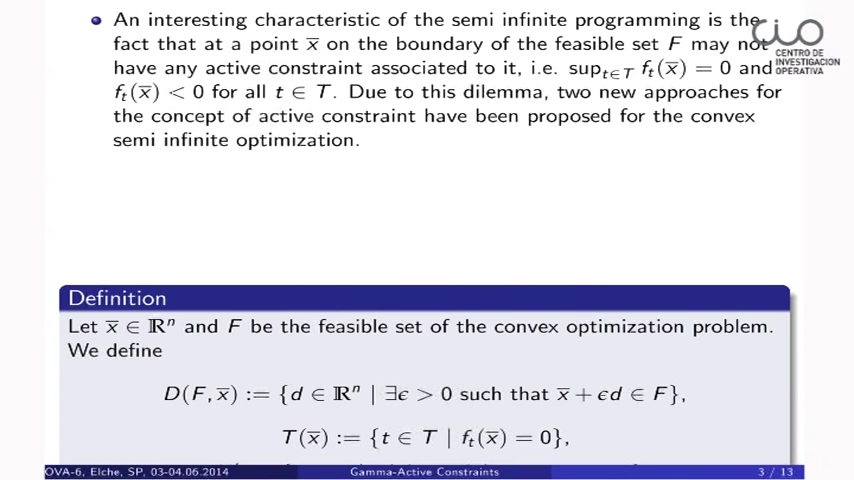 • An interesting characteristic of the semi infinite programming is the
fact that at a point x̄ on the boundary of the feasible set F may not
have any active constraint associated to it, i.e. sup_{t∈T} f_t(x̄) = 0 and
f_t(x̄) < 0 for all t ∈ T. Due to this dilemma, two new approaches for
the concept of active constraint have been proposed for the convex
semi infinite optimization.
cio
CENTRO DE
INVESTIGACION
OPERATIVA
Definition
Let x̄ ∈ ℝⁿ and F be the feasible set of the convex optimization problem.
We define
D(F, x̄) := {d ∈ ℝⁿ | ∃ϵ > 0 such that x̄ + ϵd ∈ F},
T(x̄) := {t ∈ T | f_t(x̄) = 0},
OVA-6, Elche, SP, 03-04.06.2014 Gamma-Active Constraints 3 / 13